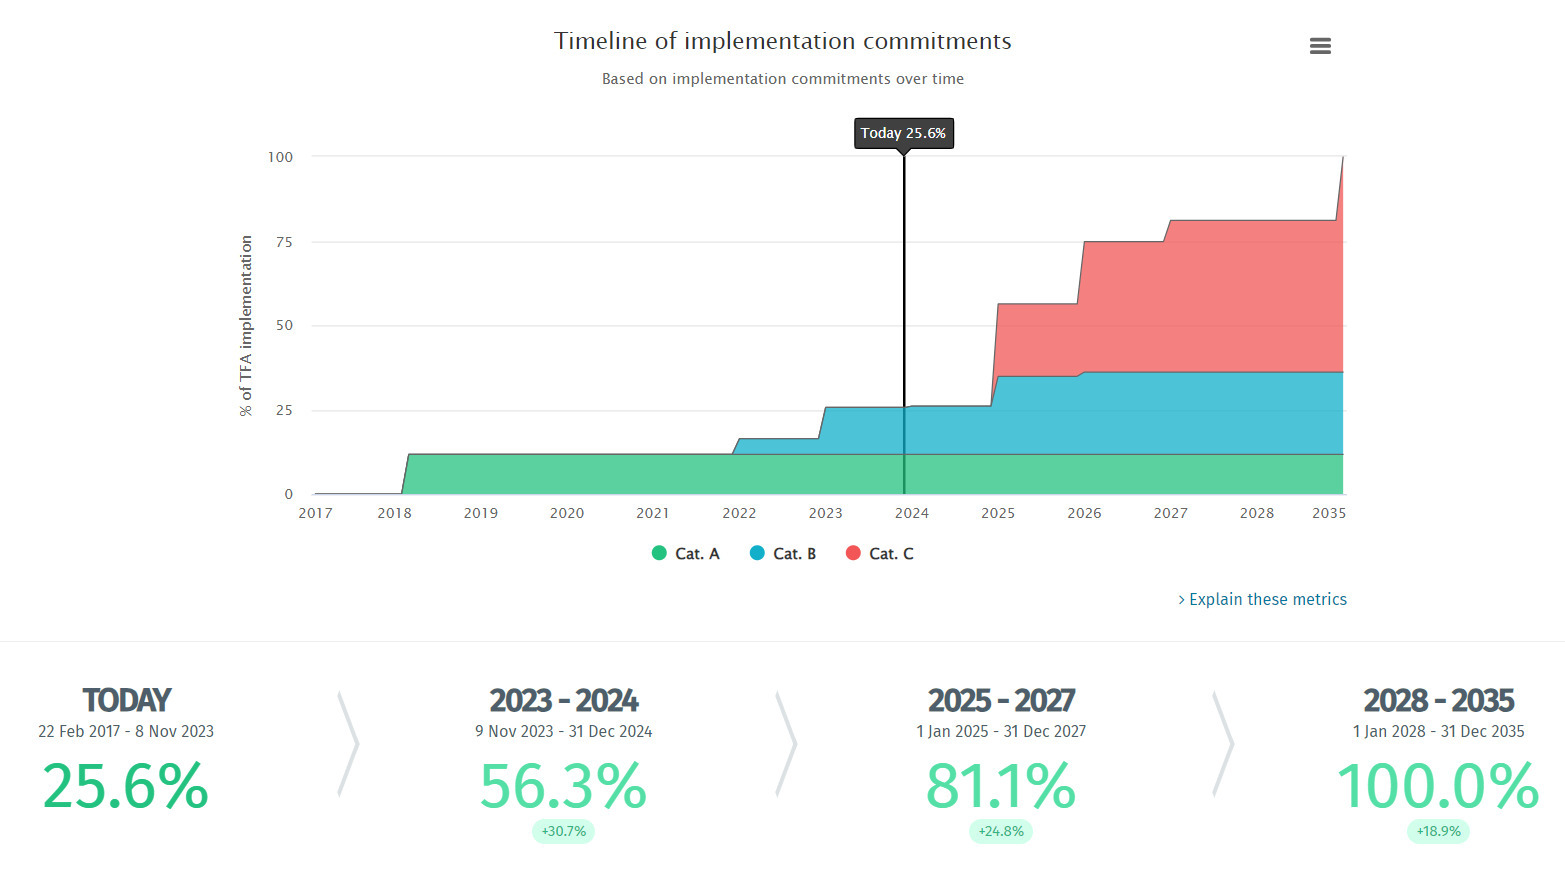 Timeline of implementation commitments
Based on implementation commitments over time
Today 25.6%
% of TFA implementation
100
75
50
25
0
2017 2018 2019 2020 2021 2022 2023 2024 2025 2026 2027 2028 2035
Cat. A Cat. B Cat. C
> Explain these metrics
TODAY
22 Feb 2017 - 8 Nov 2023
25.6%
2023 - 2024
9 Nov 2023 - 31 Dec 2024
56.3%
+30.7%
2025 - 2027
1 Jan 2025 - 31 Dec 2027
81.1%
+24.8%
2028 - 2035
1 Jan 2028 - 31 Dec 2035
100.0%
+18.9%